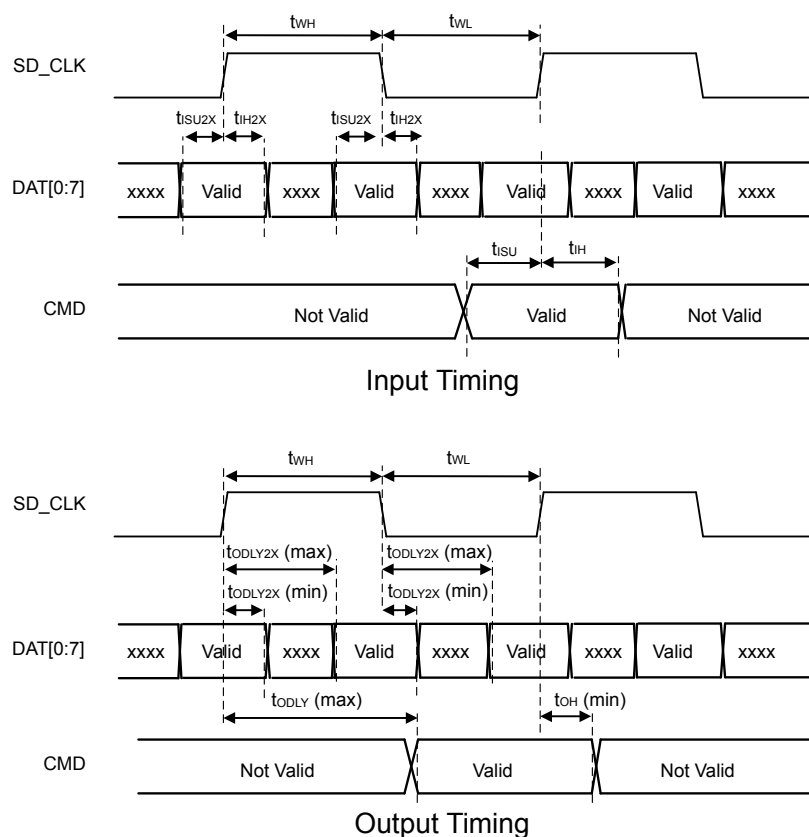 tWH tWL
SD_CLK
tISU2X tIH2X tISU2X tIH2X
DAT[0:7] xxxx Valid xxxx Valid xxxx Valid xxxx Valid xxxx
tISU tIH
CMD Not Valid Valid Not Valid
Input Timing
tWH tWL
SD_CLK
tODLY2X (max) tODLY2X (max)
tODLY2X (min) tODLY2X (min)
DAT[0:7] xxxx Valid xxxx Valid xxxx Valid xxxx Valid xxxx
tODLY (max) tOH (min)
CMD Not Valid Valid Not Valid
Output Timing